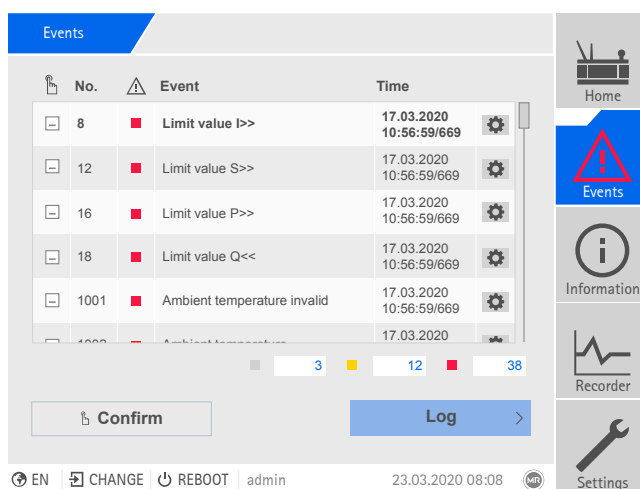 Events
No. Event Time
8 Limit value I>> 17.03.2020 10:56:59/669
12 Limit value S>> 17.03.2020 10:56:59/669
16 Limit value P>> 17.03.2020 10:56:59/669
18 Limit value Q<< 17.03.2020 10:56:59/669
1001 Ambient temperature invalid 17.03.2020 10:56:59/669
17.03.2020
3 12 38
Confirm Log
EN CHANGE REBOOT admin 23.03.2020 08:08 MR
Home
Events
Information
Recorder
Settings